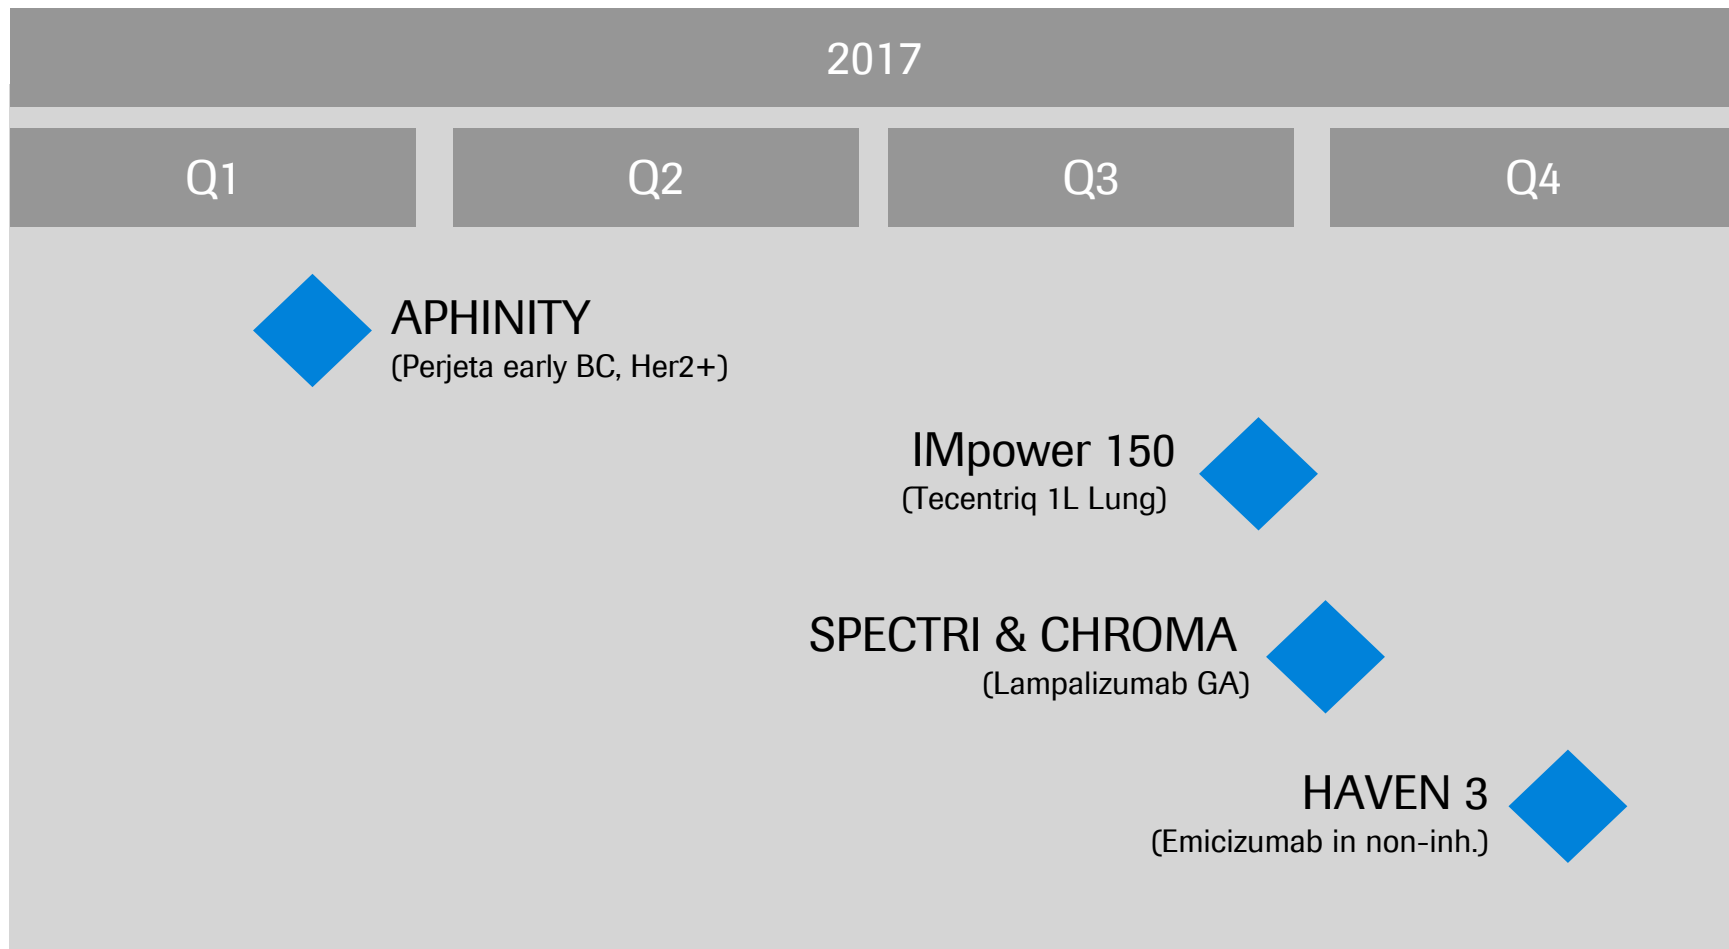 2017
Q1
Q2
Q3
Q4
APHINITY
(Perjeta early BC, Her2+)
IMpower 150
(Tecentriq 1L Lung)
SPECTRI & CHROMA
(Lampalizumab GA)
HAVEN 3
(Emicizumab in non-inh.)